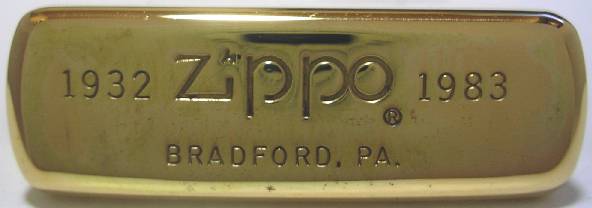 1932 Zippo ® 1983
BRADFORD, PA.